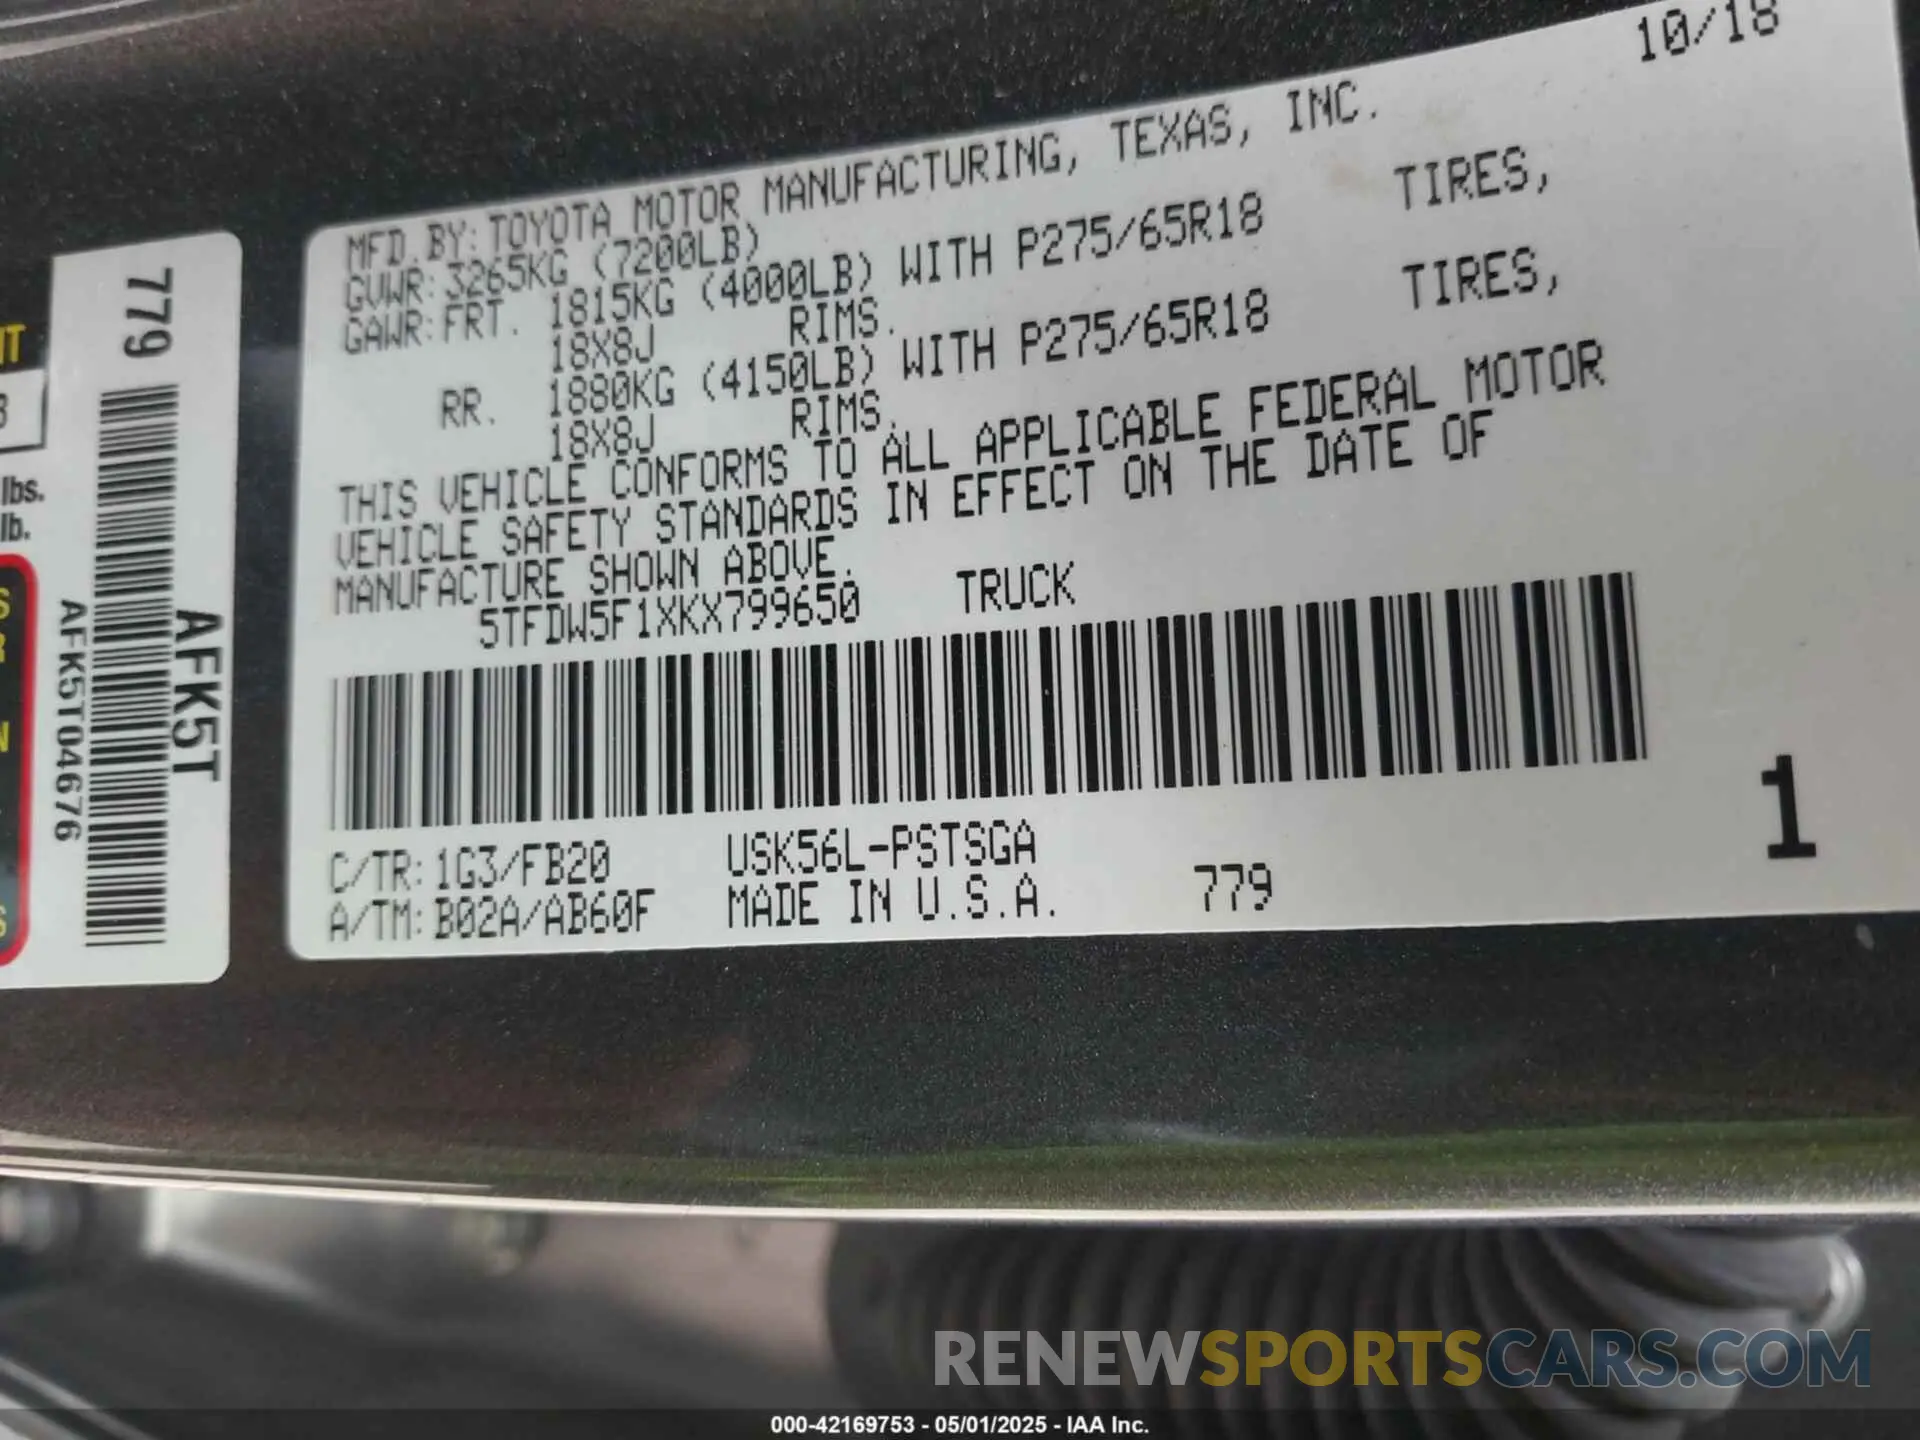 10/18
MFD.BY: TOYOTA MOTOR MANUFACTURING, TEXAS, INC.
GVWR: 3265KG (7200LB)
GAWR: FRT. 1815KG (4000LB) WITH P275/65R18 TIRES,
18X8J RIMS.
RR. 1880KG (4150LB) WITH P275/65R18 TIRES,
18X8J RIMS.
THIS VEHICLE CONFORMS TO ALL APPLICABLE FEDERAL MOTOR
VEHICLE SAFETY STANDARDS IN EFFECT ON THE DATE OF
MANUFACTURE SHOWN ABOVE.
5TFDW5F1XKX799650 TRUCK
C/TR: 1G3/FB20 USK56L-PSTSGA
A/TM: B02A/AB60F MADE IN U.S.A. 779
1
779
AFK5T
AFK5T04676
lbs.
lb.
RENEWSPORTSCARS.COM
000-42169753 - 05/01/2025 - IAA Inc.